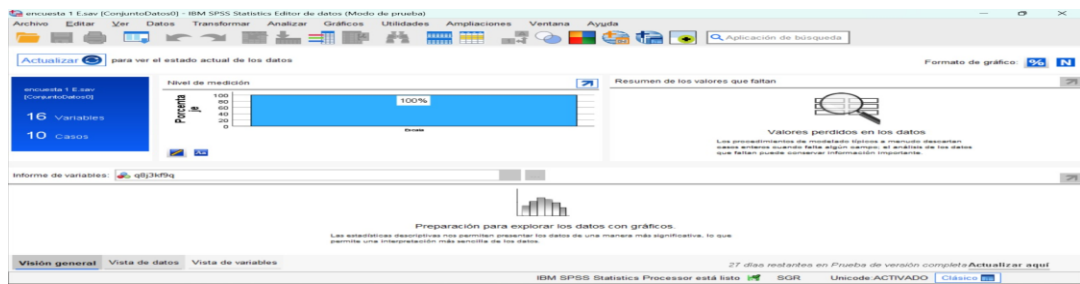 encuesta 1 E.sav [ConjuntoDatos0] - IBM SPSS Statistics Editor de datos (Modo de prueba)
Archivo Editar Ver Datos Transformar Analizar Gráficos Utilidades Ampliaciones Ventana Ayuda
Aplicación de búsqueda
Actualizar para ver el estado actual de los datos
Formato de gráfico: % N
encuesta 1 E.sav
[ConjuntoDatos0]
16 Variables
10 Casos
Nivel de medición
Porcenta
je
100
80
60
40
20
0
100%
Escala
Resumen de los valores que faltan
Valores perdidos en los datos
Los procedimientos de modelado típicos a menudo descartan
casos enteros cuando falta algún campo; el análisis de los datos
que faltan puede conservar información importante.
Informe de variables: q8j3kf9q
Preparación para explorar los datos con gráficos.
Las estadísticas descriptivas nos permiten presentar los datos de una manera más significativa, lo que
permite una interpretación más sencilla de los datos.
Visión general Vista de datos Vista de variables
27 días restantes en Prueba de versión completa Actualizar aquí
IBM SPSS Statistics Processor está listo SGR Unicode:ACTIVADO Clásico